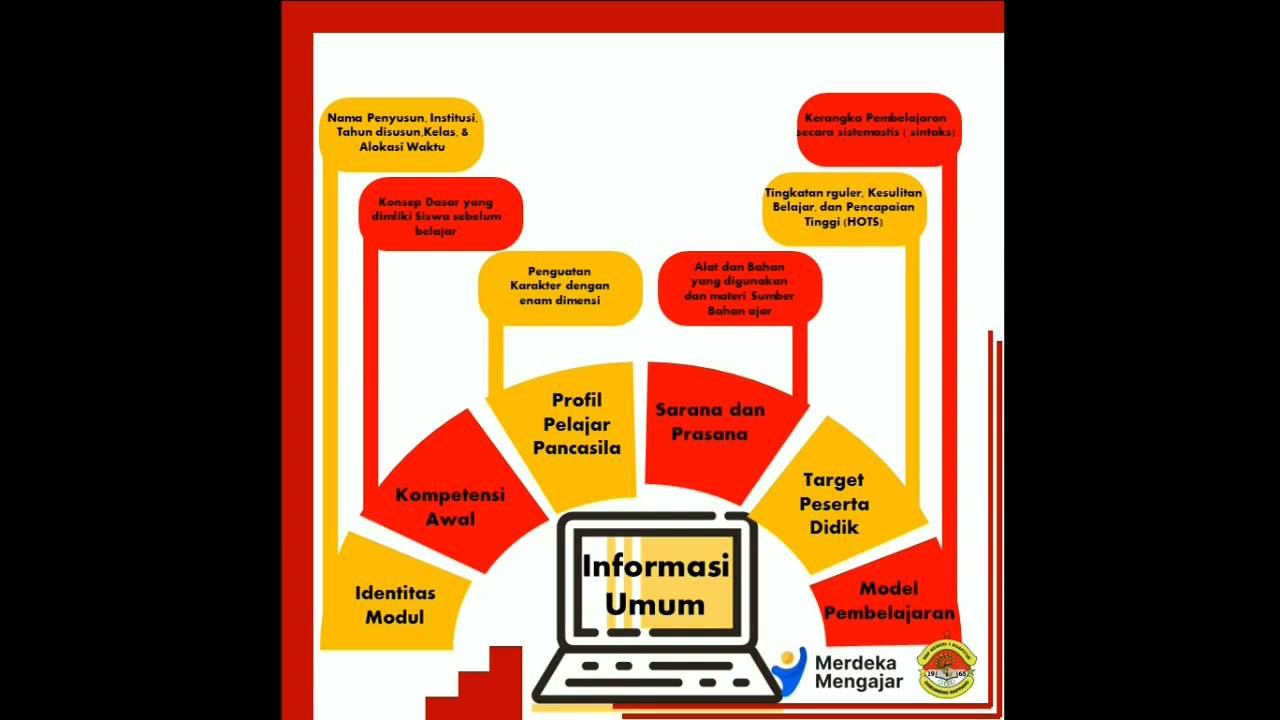 Nama Penyusun, Institusi,
Tahun disusun,Kelas, &
Alokasi Waktu
Konsep Dasar yang
dimliki Siswa sebelum
belajar
Penguatan
Karakter dengan
enam dimensi
Alat dan Bahan
yang digunakan
dan materi Sumber
Bahan ajar
Tingkatan rguler, Kesulitan
Belajar, dan Pencapaian
Tinggi (HOTS)
Kerangka Pembelajaran
secara sistemastis ( sintaks)
Identitas
Modul
Kompetensi
Awal
Profil
Pelajar
Pancasila
Sarana dan
Prasana
Target
Peserta
Didik
Model
Pembelajaran
Informasi
Umum
Merdeka
Mengajar
19 65